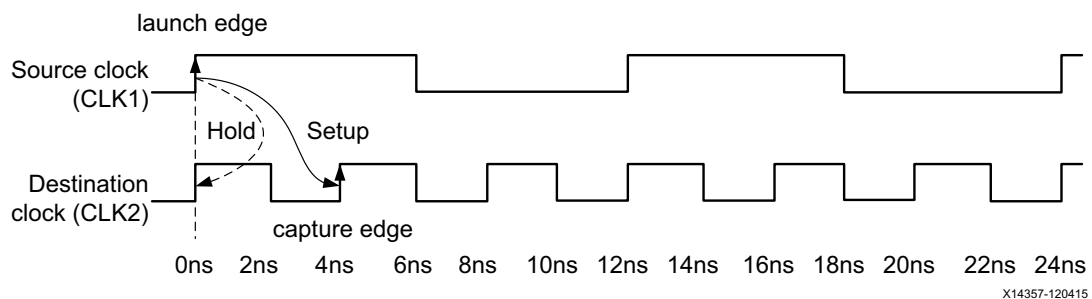 launch edge
Source clock
(CLK1)
Hold
Setup
Destination
clock (CLK2)
capture edge
0ns 2ns 4ns 6ns 8ns 10ns 12ns 14ns 16ns 18ns 20ns 22ns 24ns
X14357-120415